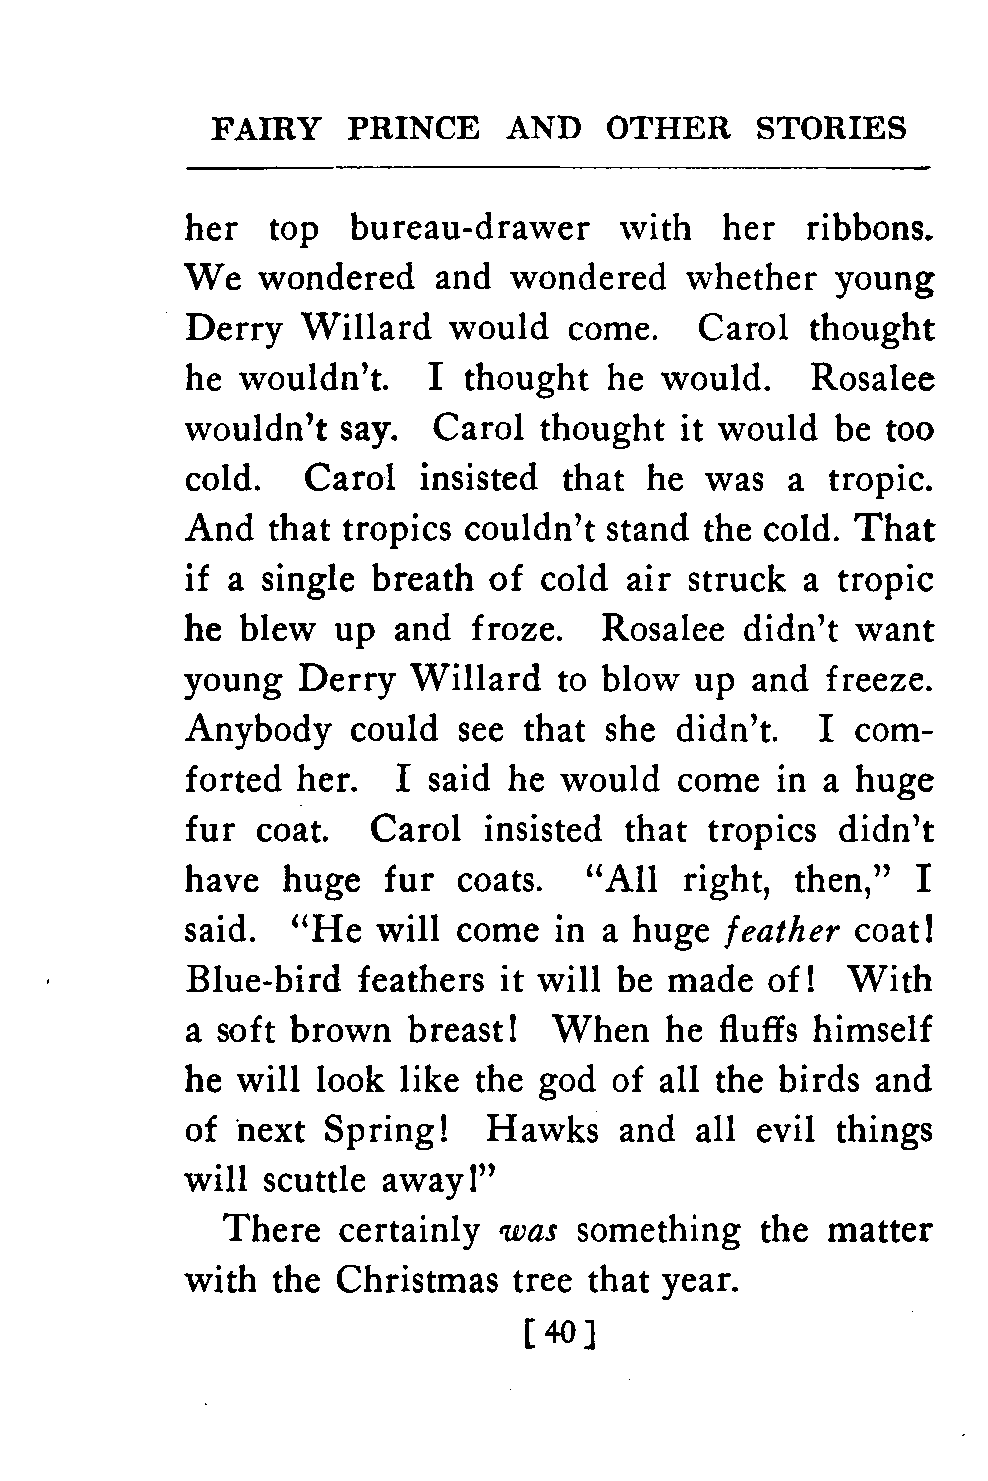 FAIRY PRINCE AND OTHER STORIES
her top bureau-drawer with her ribbons.
We wondered and wondered whether young
Derry Willard would come. Carol thought
he wouldn't. I thought he would. Rosalee
wouldn't say. Carol thought it would be too
cold. Carol insisted that he was a tropic.
And that tropics couldn't stand the cold. That
if a single breath of cold air struck a tropic
he blew up and froze. Rosalee didn't want
young Derry Willard to blow up and freeze.
Anybody could see that she didn't. I com-
forted her. I said he would come in a huge
fur coat. Carol insisted that tropics didn't
have huge fur coats. “All right, then,” I
said. “He will come in a huge feather coat!
Blue-bird feathers it will be made of! With
a soft brown breast! When he fluffs himself
he will look like the god of all the birds and
of next Spring! Hawks and all evil things
will scuttle away!”
There certainly was something the matter
with the Christmas tree that year.
[ 40 ]